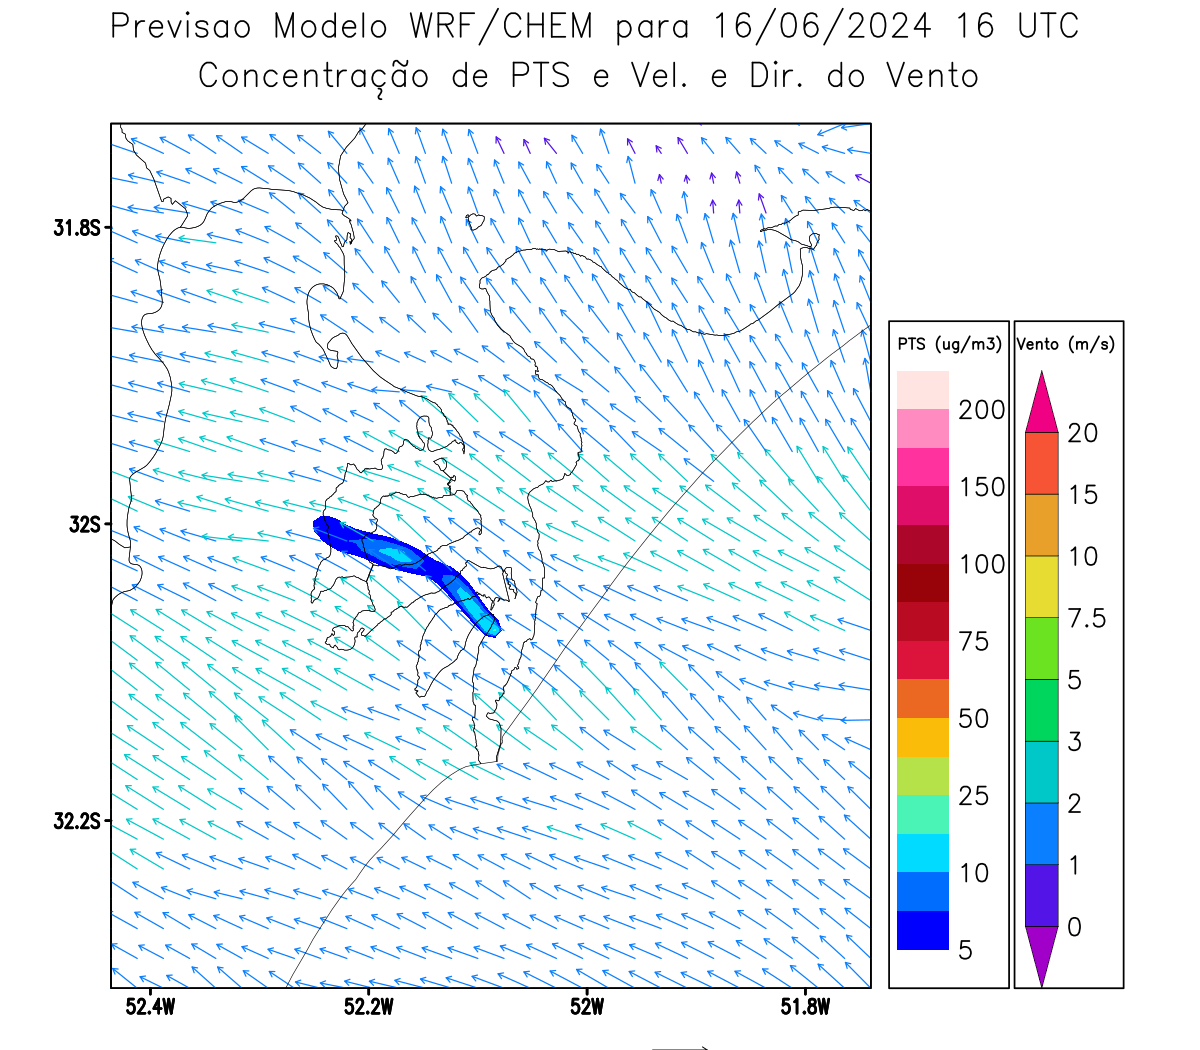 Previsao Modelo WRF/CHEM para 16/06/2024 16 UTC
Concentração de PTS e Vel. e Dir. do Vento
31.8S
32S
32.2S
52.4W 52.2W 52W 51.8W
PTS (ug/m3)
200
150
100
75
50
25
10
5
Vento (m/s)
20
15
10
7.5
5
3
2
1
0